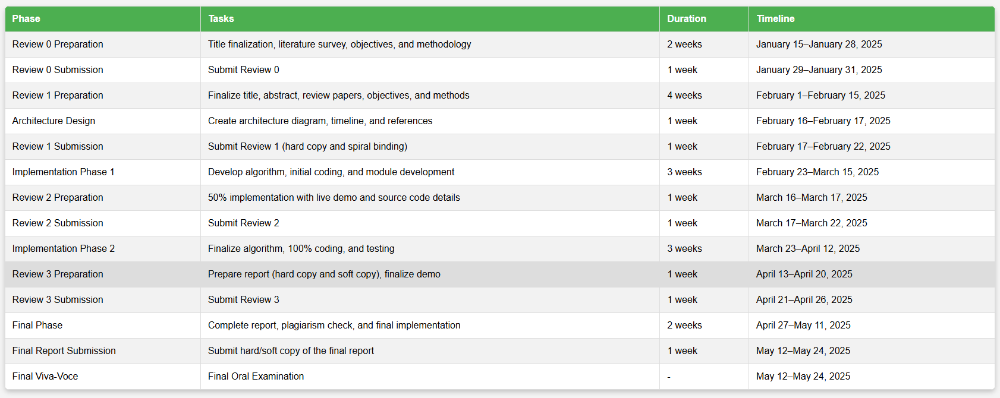 Phase Tasks Duration Timeline
Review 0 Preparation Title finalization, literature survey, objectives, and methodology 2 weeks January 15–January 28, 2025
Review 0 Submission Submit Review 0 1 week January 29–January 31, 2025
Review 1 Preparation Finalize title, abstract, review papers, objectives, and methods 4 weeks February 1–February 15, 2025
Architecture Design Create architecture diagram, timeline, and references 1 week February 16–February 17, 2025
Review 1 Submission Submit Review 1 (hard copy and spiral binding) 1 week February 17–February 22, 2025
Implementation Phase 1 Develop algorithm, initial coding, and module development 3 weeks February 23–March 15, 2025
Review 2 Preparation 50% implementation with live demo and source code details 1 week March 16–March 17, 2025
Review 2 Submission Submit Review 2 1 week March 17–March 22, 2025
Implementation Phase 2 Finalize algorithm, 100% coding, and testing 3 weeks March 23–April 12, 2025
Review 3 Preparation Prepare report (hard copy and soft copy), finalize demo 1 week April 13–April 20, 2025
Review 3 Submission Submit Review 3 1 week April 21–April 26, 2025
Final Phase Complete report, plagiarism check, and final implementation 2 weeks April 27–May 11, 2025
Final Report Submission Submit hard/soft copy of the final report 1 week May 12–May 24, 2025
Final Viva-Voce Final Oral Examination - May 12–May 24, 2025